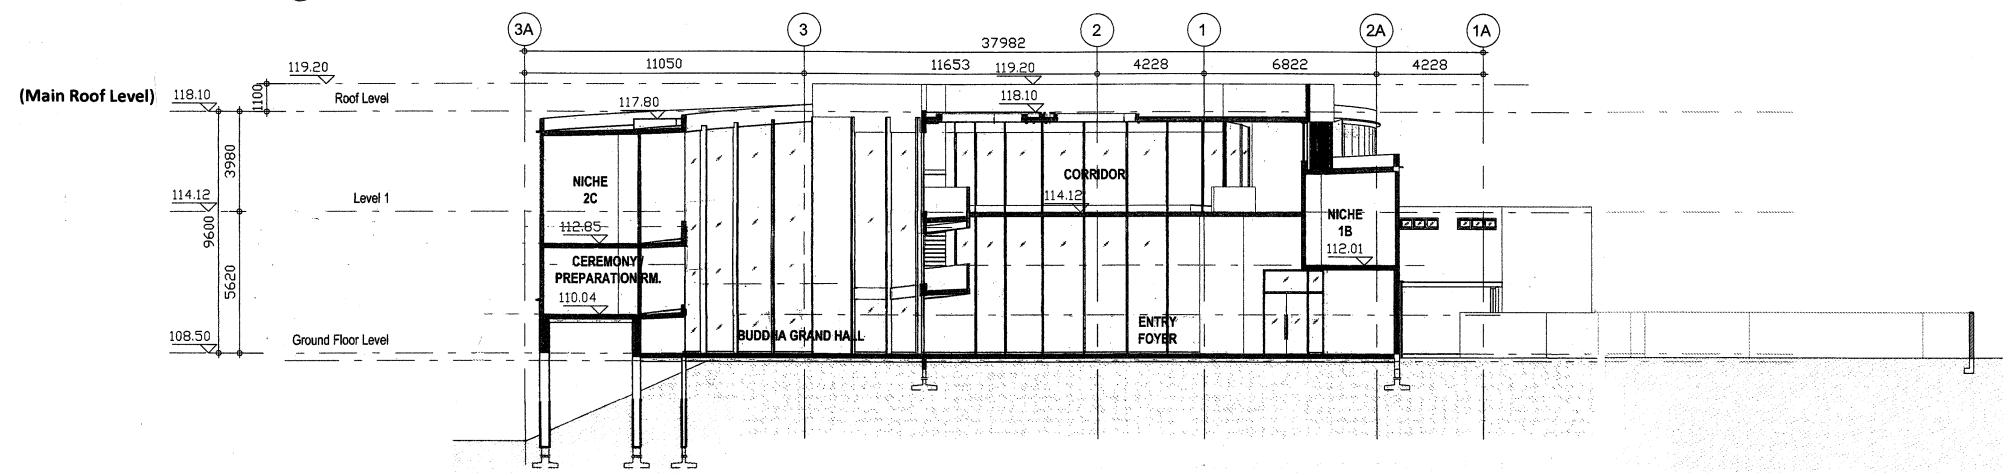 3A 3 2 1 2A 1A
37982
11050 11653 4228 6822 4228
119.20 119.20
(Main Roof Level) 118.10 1100 Roof Level 117.80 118.10
3980
NICHE
2C
CORRIDOR
114.12 Level 1 114.12
NICHE
1B
9600
112.85 112.01
CEREMONY/
PREPARATION RM.
5620
110.04
ENTRY
FOYER
108.50 Ground Floor Level BUDDHA GRAND HALL